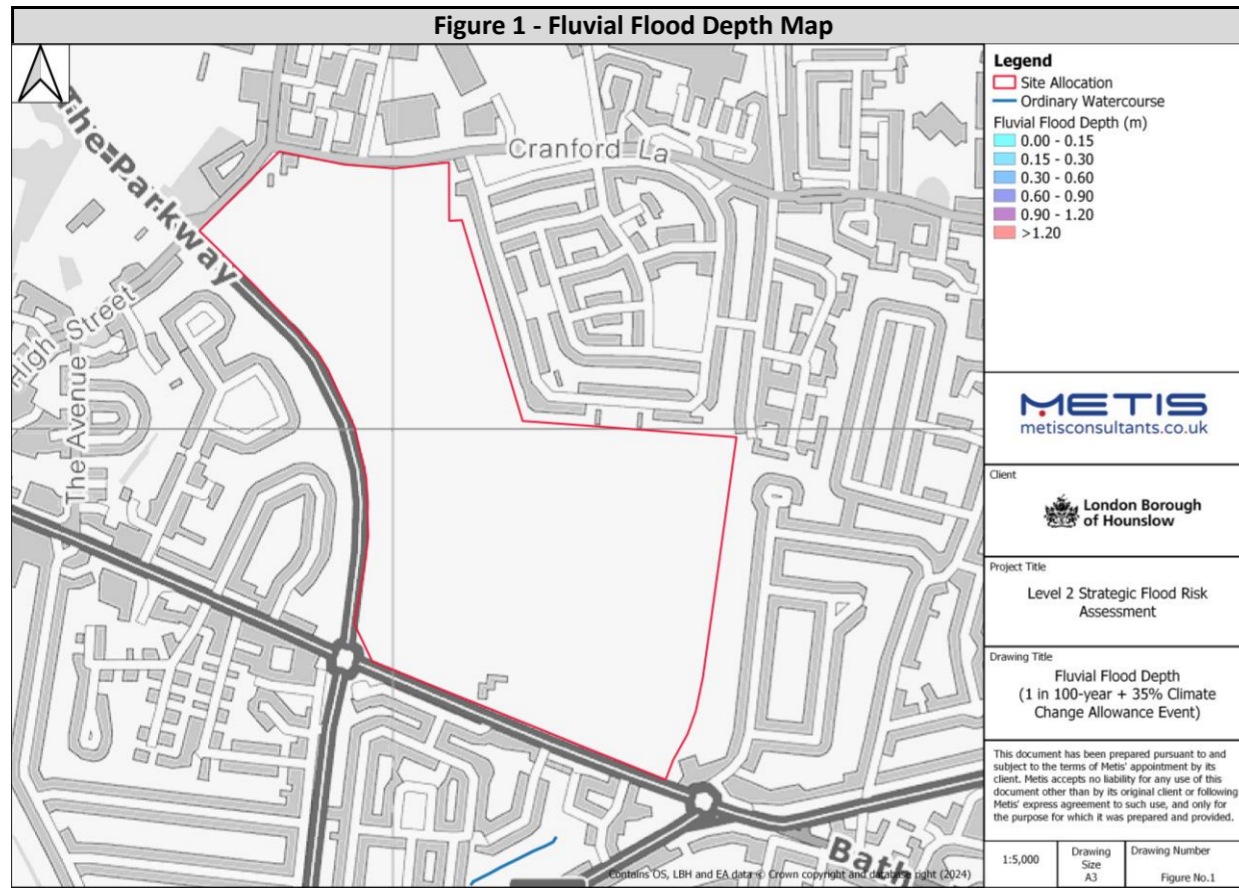 Figure 1 - Fluvial Flood Depth Map
The Parkway
Cranford La
High Street
The Avenue
Bath
Contains OS, LBH and EA data © Crown copyright and database right (2024)
Legend
Site Allocation
Ordinary Watercourse
Fluvial Flood Depth (m)
0.00 - 0.15
0.15 - 0.30
0.30 - 0.60
0.60 - 0.90
0.90 - 1.20
>1.20
METIS
metisconsultants.co.uk
Client
London Borough
of Hounslow
Project Title
Level 2 Strategic Flood Risk
Assessment
Drawing Title
Fluvial Flood Depth
(1 in 100-year + 35% Climate
Change Allowance Event)
This document has been prepared pursuant to and
subject to the terms of Metis' appointment by its
client. Metis accepts no liability for any use of this
document other than by its original client or following
Metis' express agreement to such use, and only for
the purpose for which it was prepared and provided.
1:5,000
Drawing
Size
A3
Drawing Number
Figure No.1